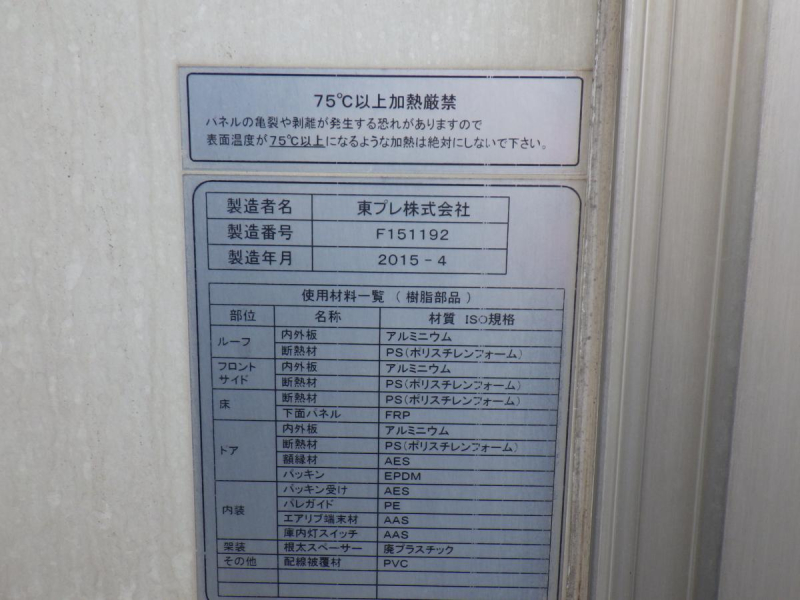 75℃以上加熱厳禁
パネルの亀裂や剥離が発生する恐れがありますので
表面温度が75℃以上になるような加熱は絶対にしないで下さい。
製造者名 東プレ株式会社
製造番号 F151192
製造年月 2015-4
使用材料一覧（樹脂部品）
部位 名称 材質 ISO規格
ルーフ 内外板 アルミニウム
断熱材 PS(ポリスチレンフォーム)
フロントサイド 内外板 アルミニウム
断熱材 PS(ポリスチレンフォーム)
床 断熱材 PS(ポリスチレンフォーム)
下面パネル FRP
ドア 内外板 アルミニウム
断熱材 PS(ポリスチレンフォーム)
額縁材 AES
パッキン EPDM
内装 パッキン受け AES
バレガイド PE
エアリブ端末材 AAS
庫内灯スイッチ AAS
架装 根太スペーサー 廃プラスチック
その他 配線被覆材 PVC